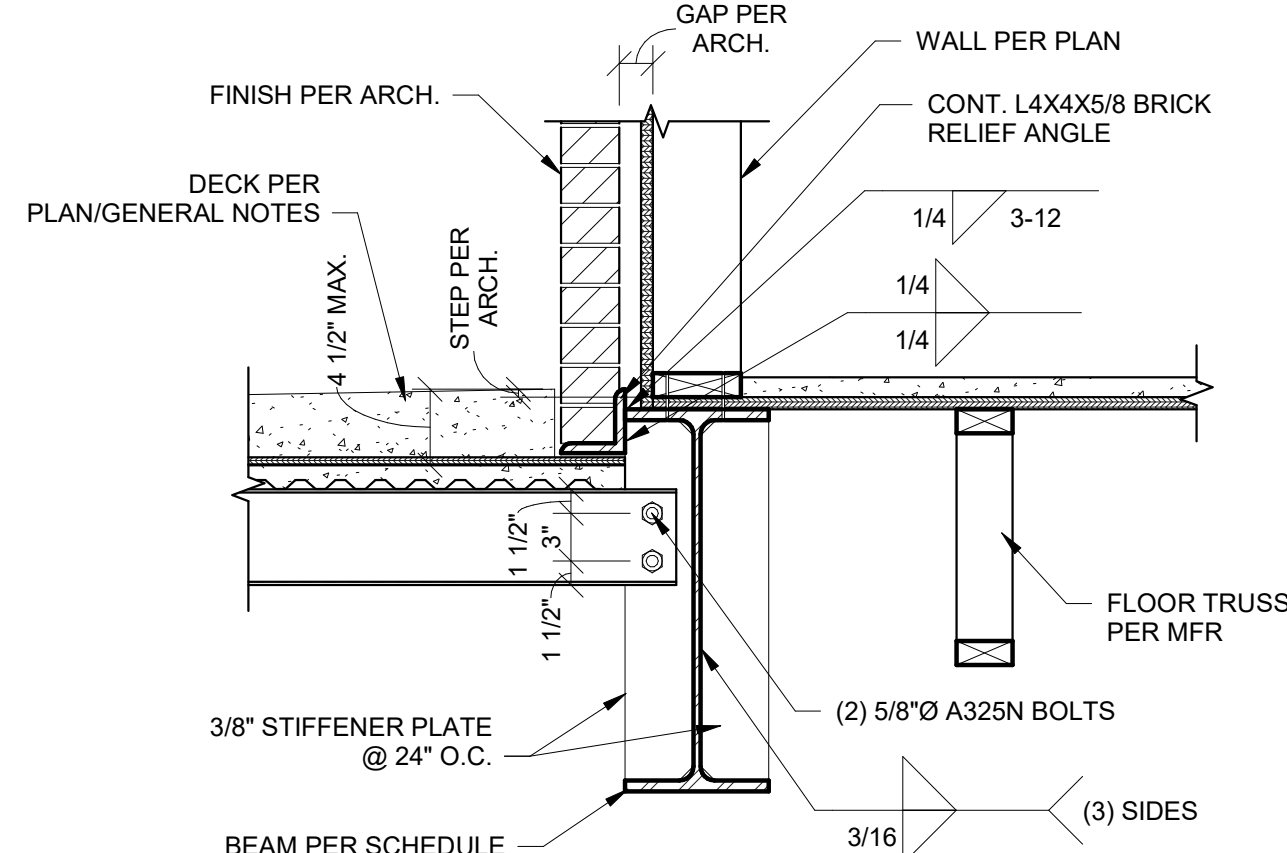 GAP PER
ARCH.
WALL PER PLAN
FINISH PER ARCH.
CONT. L4X4X5/8 BRICK
RELIEF ANGLE
DECK PER
PLAN/GENERAL NOTES
1/4
3-12
STEP PER
ARCH.
4 1/2" MAX.
1/4
1/4
1 1/2"
3"
1 1/2"
FLOOR TRUSS
PER MFR
(2) 5/8"Ø A325N BOLTS
3/8" STIFFENER PLATE
@ 24" O.C.
(3) SIDES
3/16
BEAM PER SCHEDULE